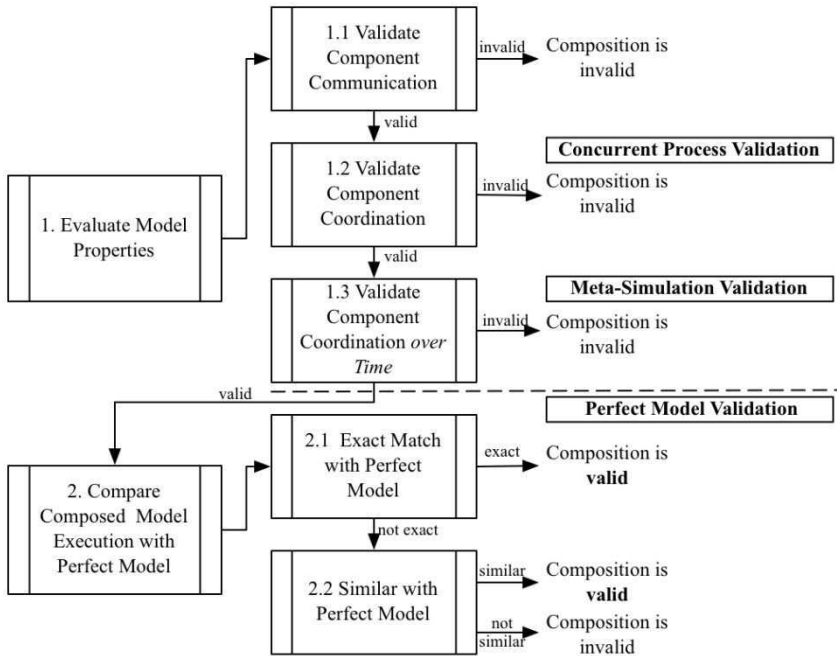 1.1 Validate
Component
Communication
invalid
Composition is
invalid
valid
Concurrent Process Validation
1.2 Validate
Component
Coordination
invalid
Composition is
invalid
1. Evaluate Model
Properties
valid
Meta-Simulation Validation
1.3 Validate
Component
Coordination over
Time
invalid
Composition is
invalid
valid
Perfect Model Validation
2.1 Exact Match
with Perfect
Model
exact
Composition is
valid
2. Compare
Composed Model
Execution with
Perfect Model
not exact
2.2 Similar with
Perfect Model
similar
Composition is
valid
not
similar
Composition is
invalid